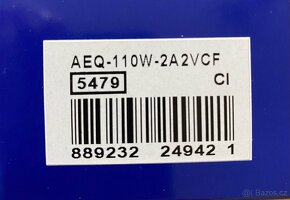 AEQ-110W-2A2VCF
5479
CI
889232 24942 1
Bazos.cz